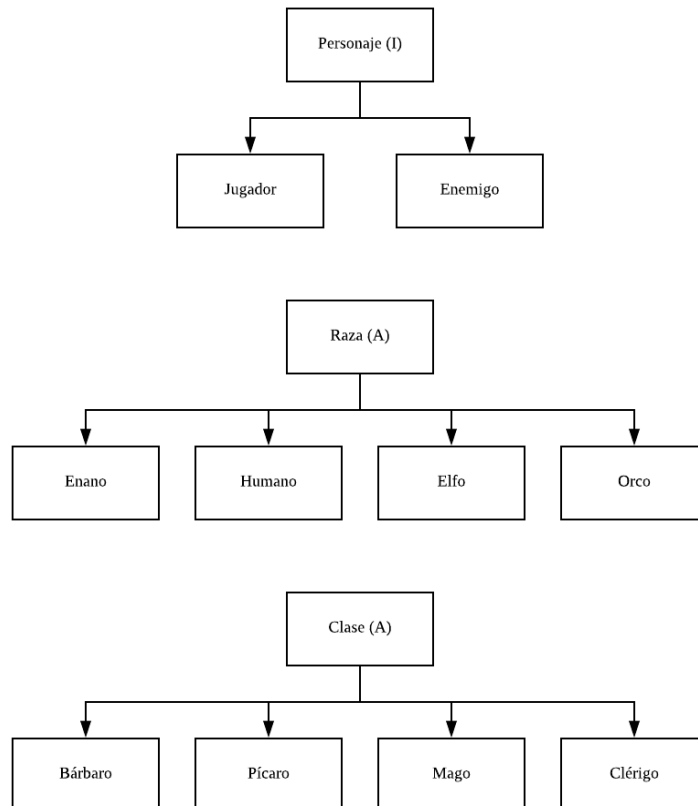 Personaje (I)
Jugador
Enemigo
Raza (A)
Enano
Humano
Elfo
Orco
Clase (A)
Bárbaro
Pícaro
Mago
Clérigo